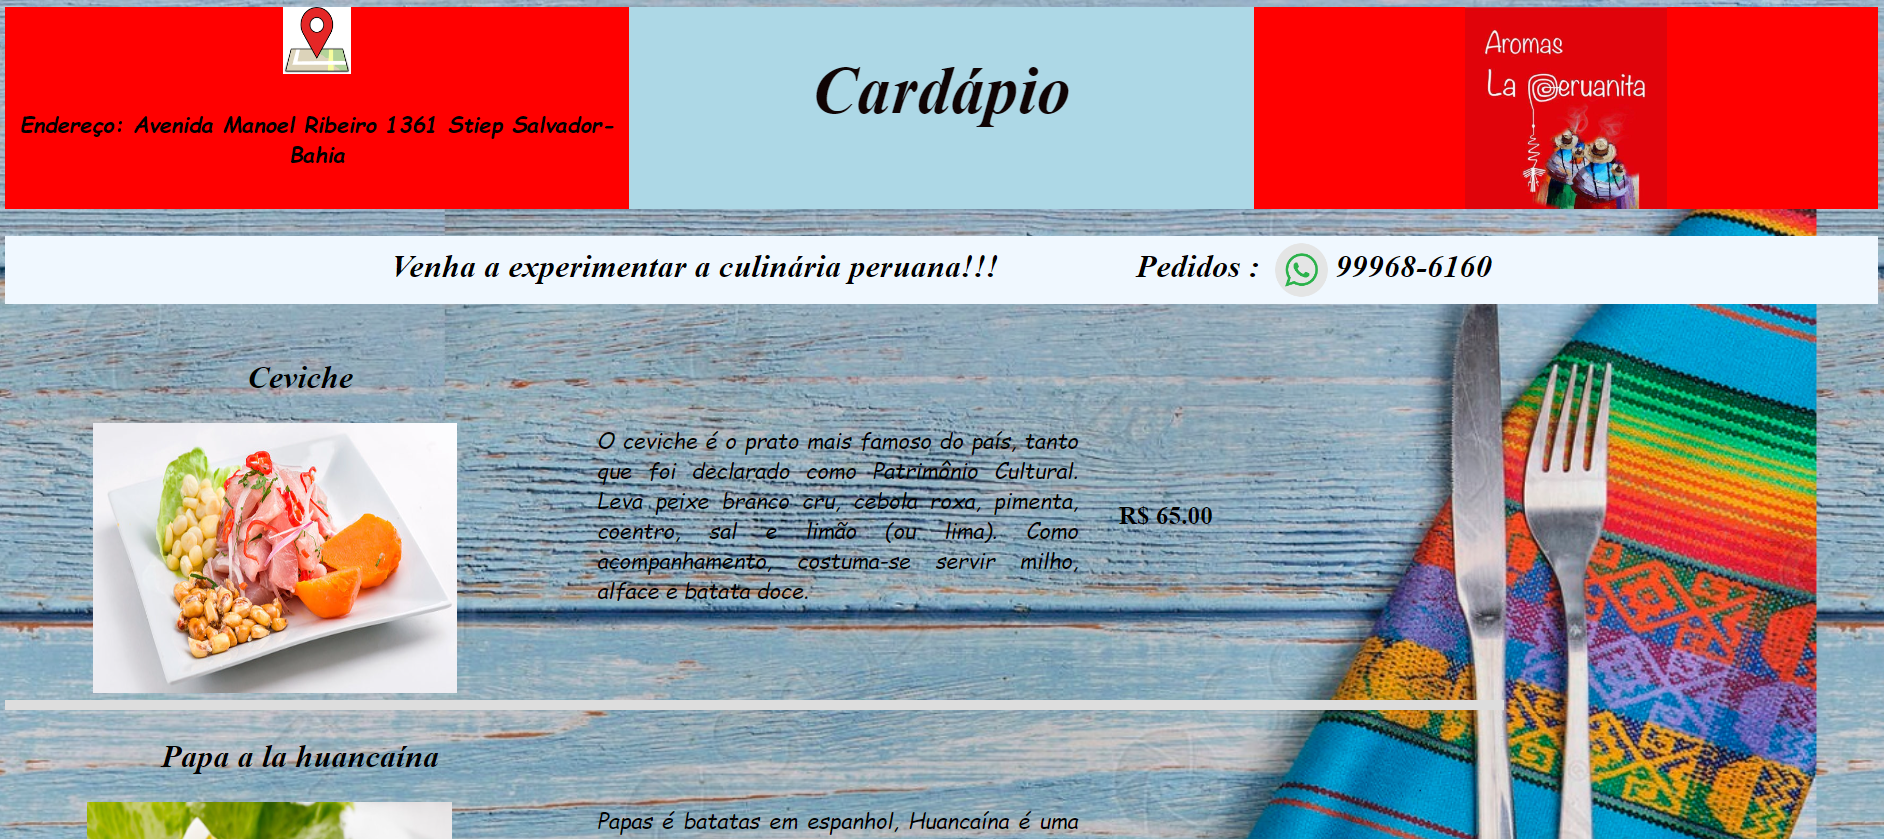 Endereço: Avenida Manoel Ribeiro 1361 Stiep Salvador-
Bahia
Cardápio
Aromas
La Peruanita
Venha a experimentar a culinária peruana!!!
Pedidos : 99968-6160
Ceviche
O ceviche é o prato mais famoso do país, tanto
que foi declarado como Patrimônio Cultural.
Leva peixe branco cru, cebola roxa, pimenta,
coentro, sal e limão (ou lima). Como
acompanhamento, costuma-se servir milho,
alface e batata doce.
R$ 65.00
Papa a la huancaína
Papas é batatas em espanhol, Huancaína é uma